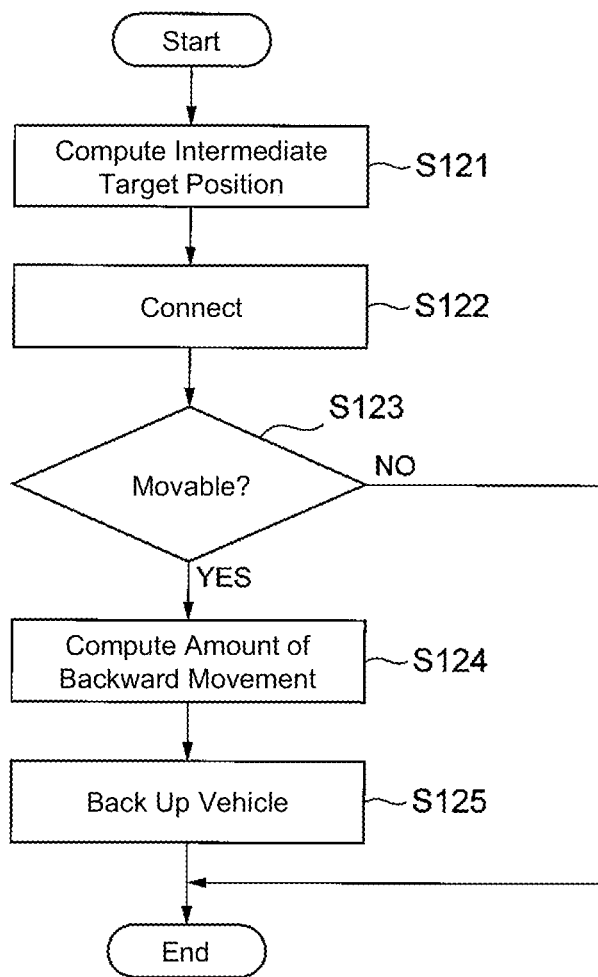 Start
Compute Intermediate
Target Position
S121
Connect
S122
S123
Movable?
NO
YES
Compute Amount of
Backward Movement
S124
Back Up Vehicle
S125
End